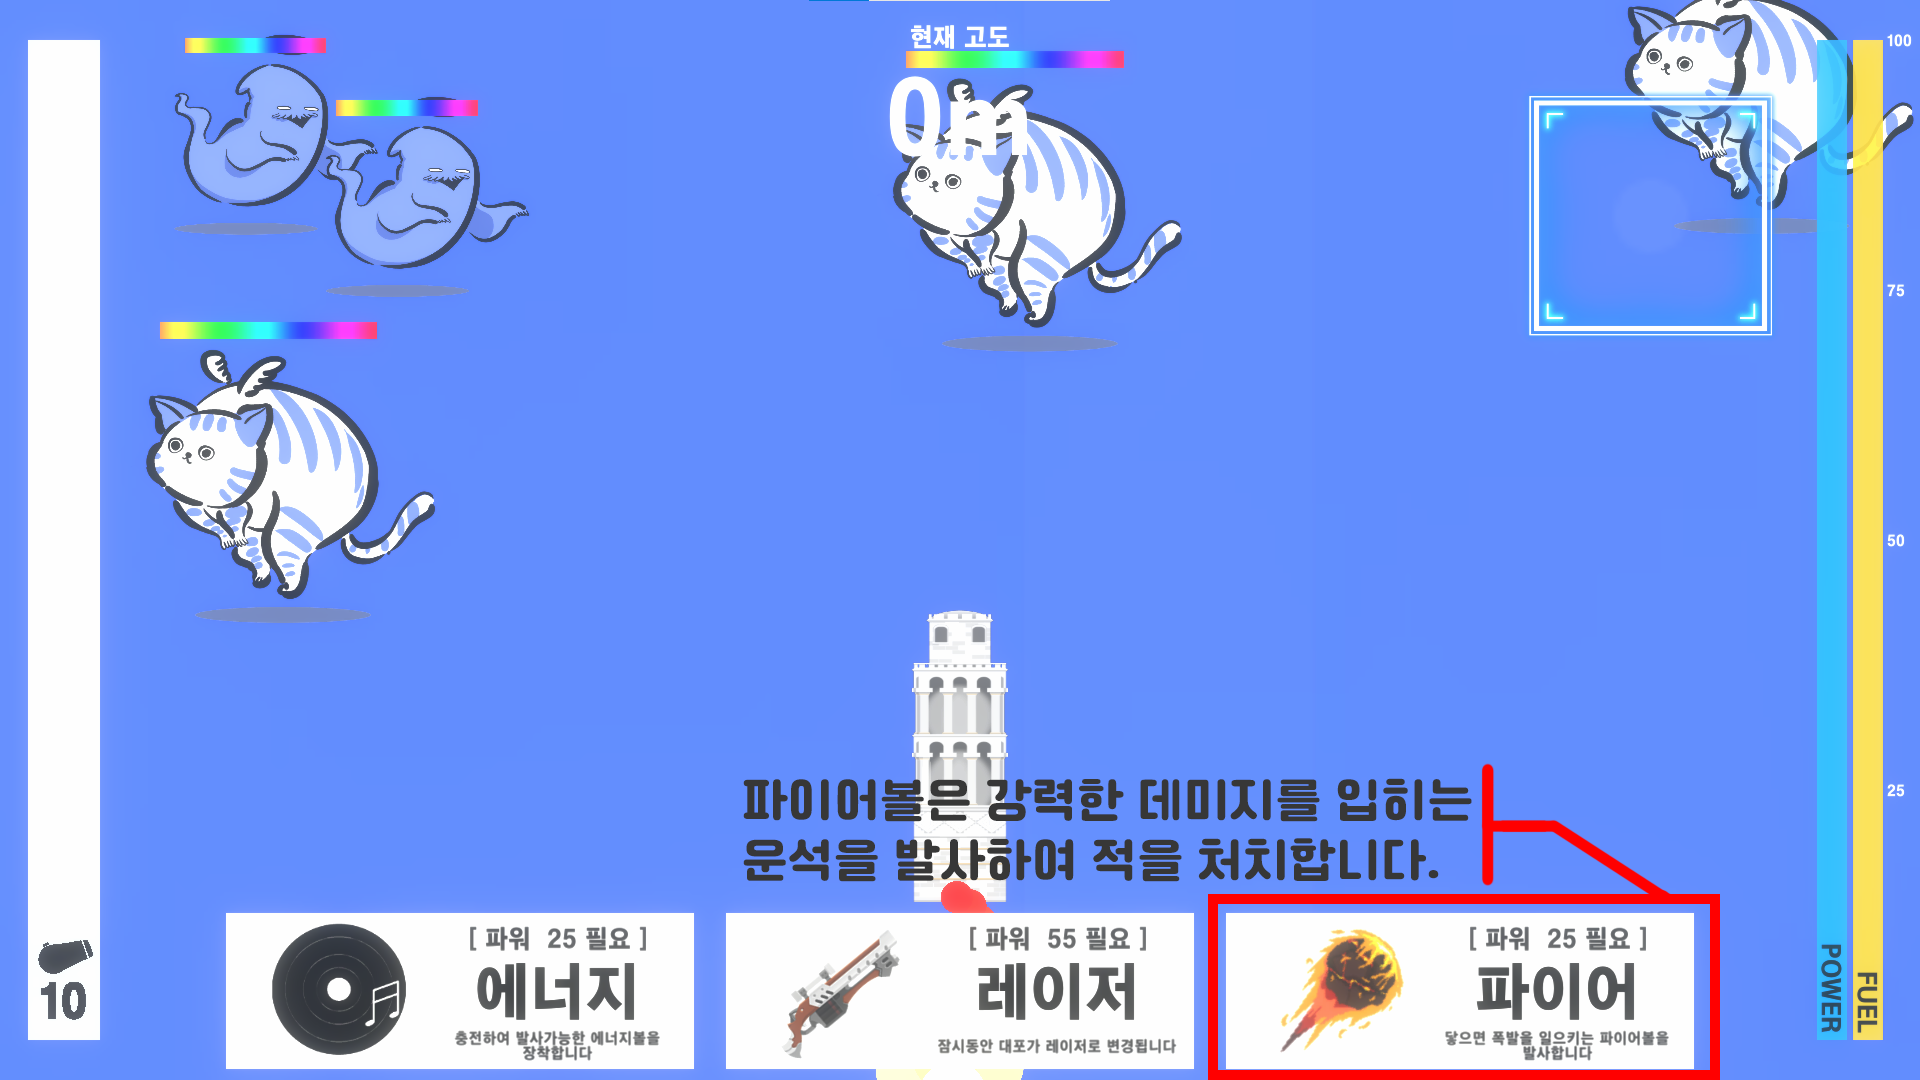 현재 고도
0m
100
75
50
25
파이어볼은 강력한 데미지를 입히는
운석을 발사하여 적을 처치합니다.
10
[ 파워 25 필요 ]
에너지
충전하여 발사가능한 에너지볼을
장착합니다
[ 파워 55 필요 ]
레이저
잠시동안 대포가 레이저로 변경됩니다
[ 파워 25 필요 ]
파이어
닿으면 폭발을 일으키는 파이어볼을
발사합니다
POWER
FUEL